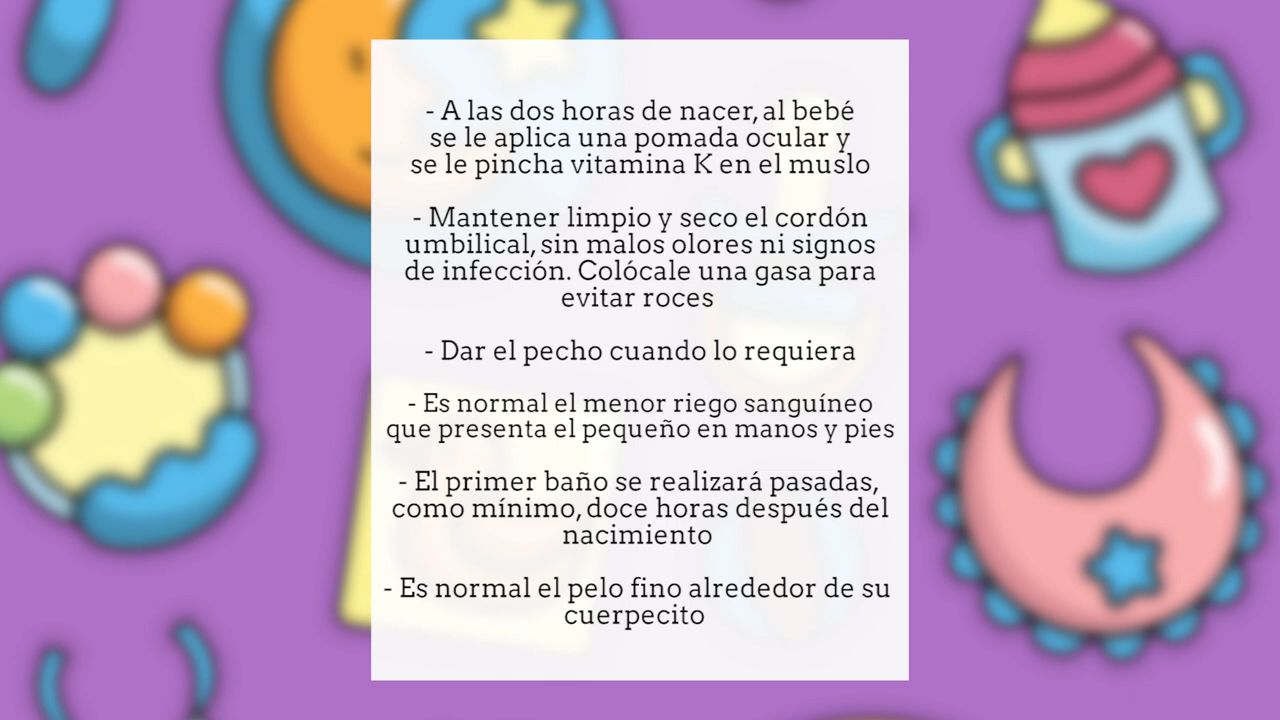 - A las dos horas de nacer, al bebé
se le aplica una pomada ocular y
se le pincha vitamina K en el muslo
- Mantener limpio y seco el cordón
umbilical, sin malos olores ni signos
de infección. Colócale una gasa para
evitar roces
- Dar el pecho cuando lo requiera
- Es normal el menor riego sanguíneo
que presenta el pequeño en manos y pies
- El primer baño se realizará pasadas,
como mínimo, doce horas después del
nacimiento
- Es normal el pelo fino alrededor de su
cuerpecito